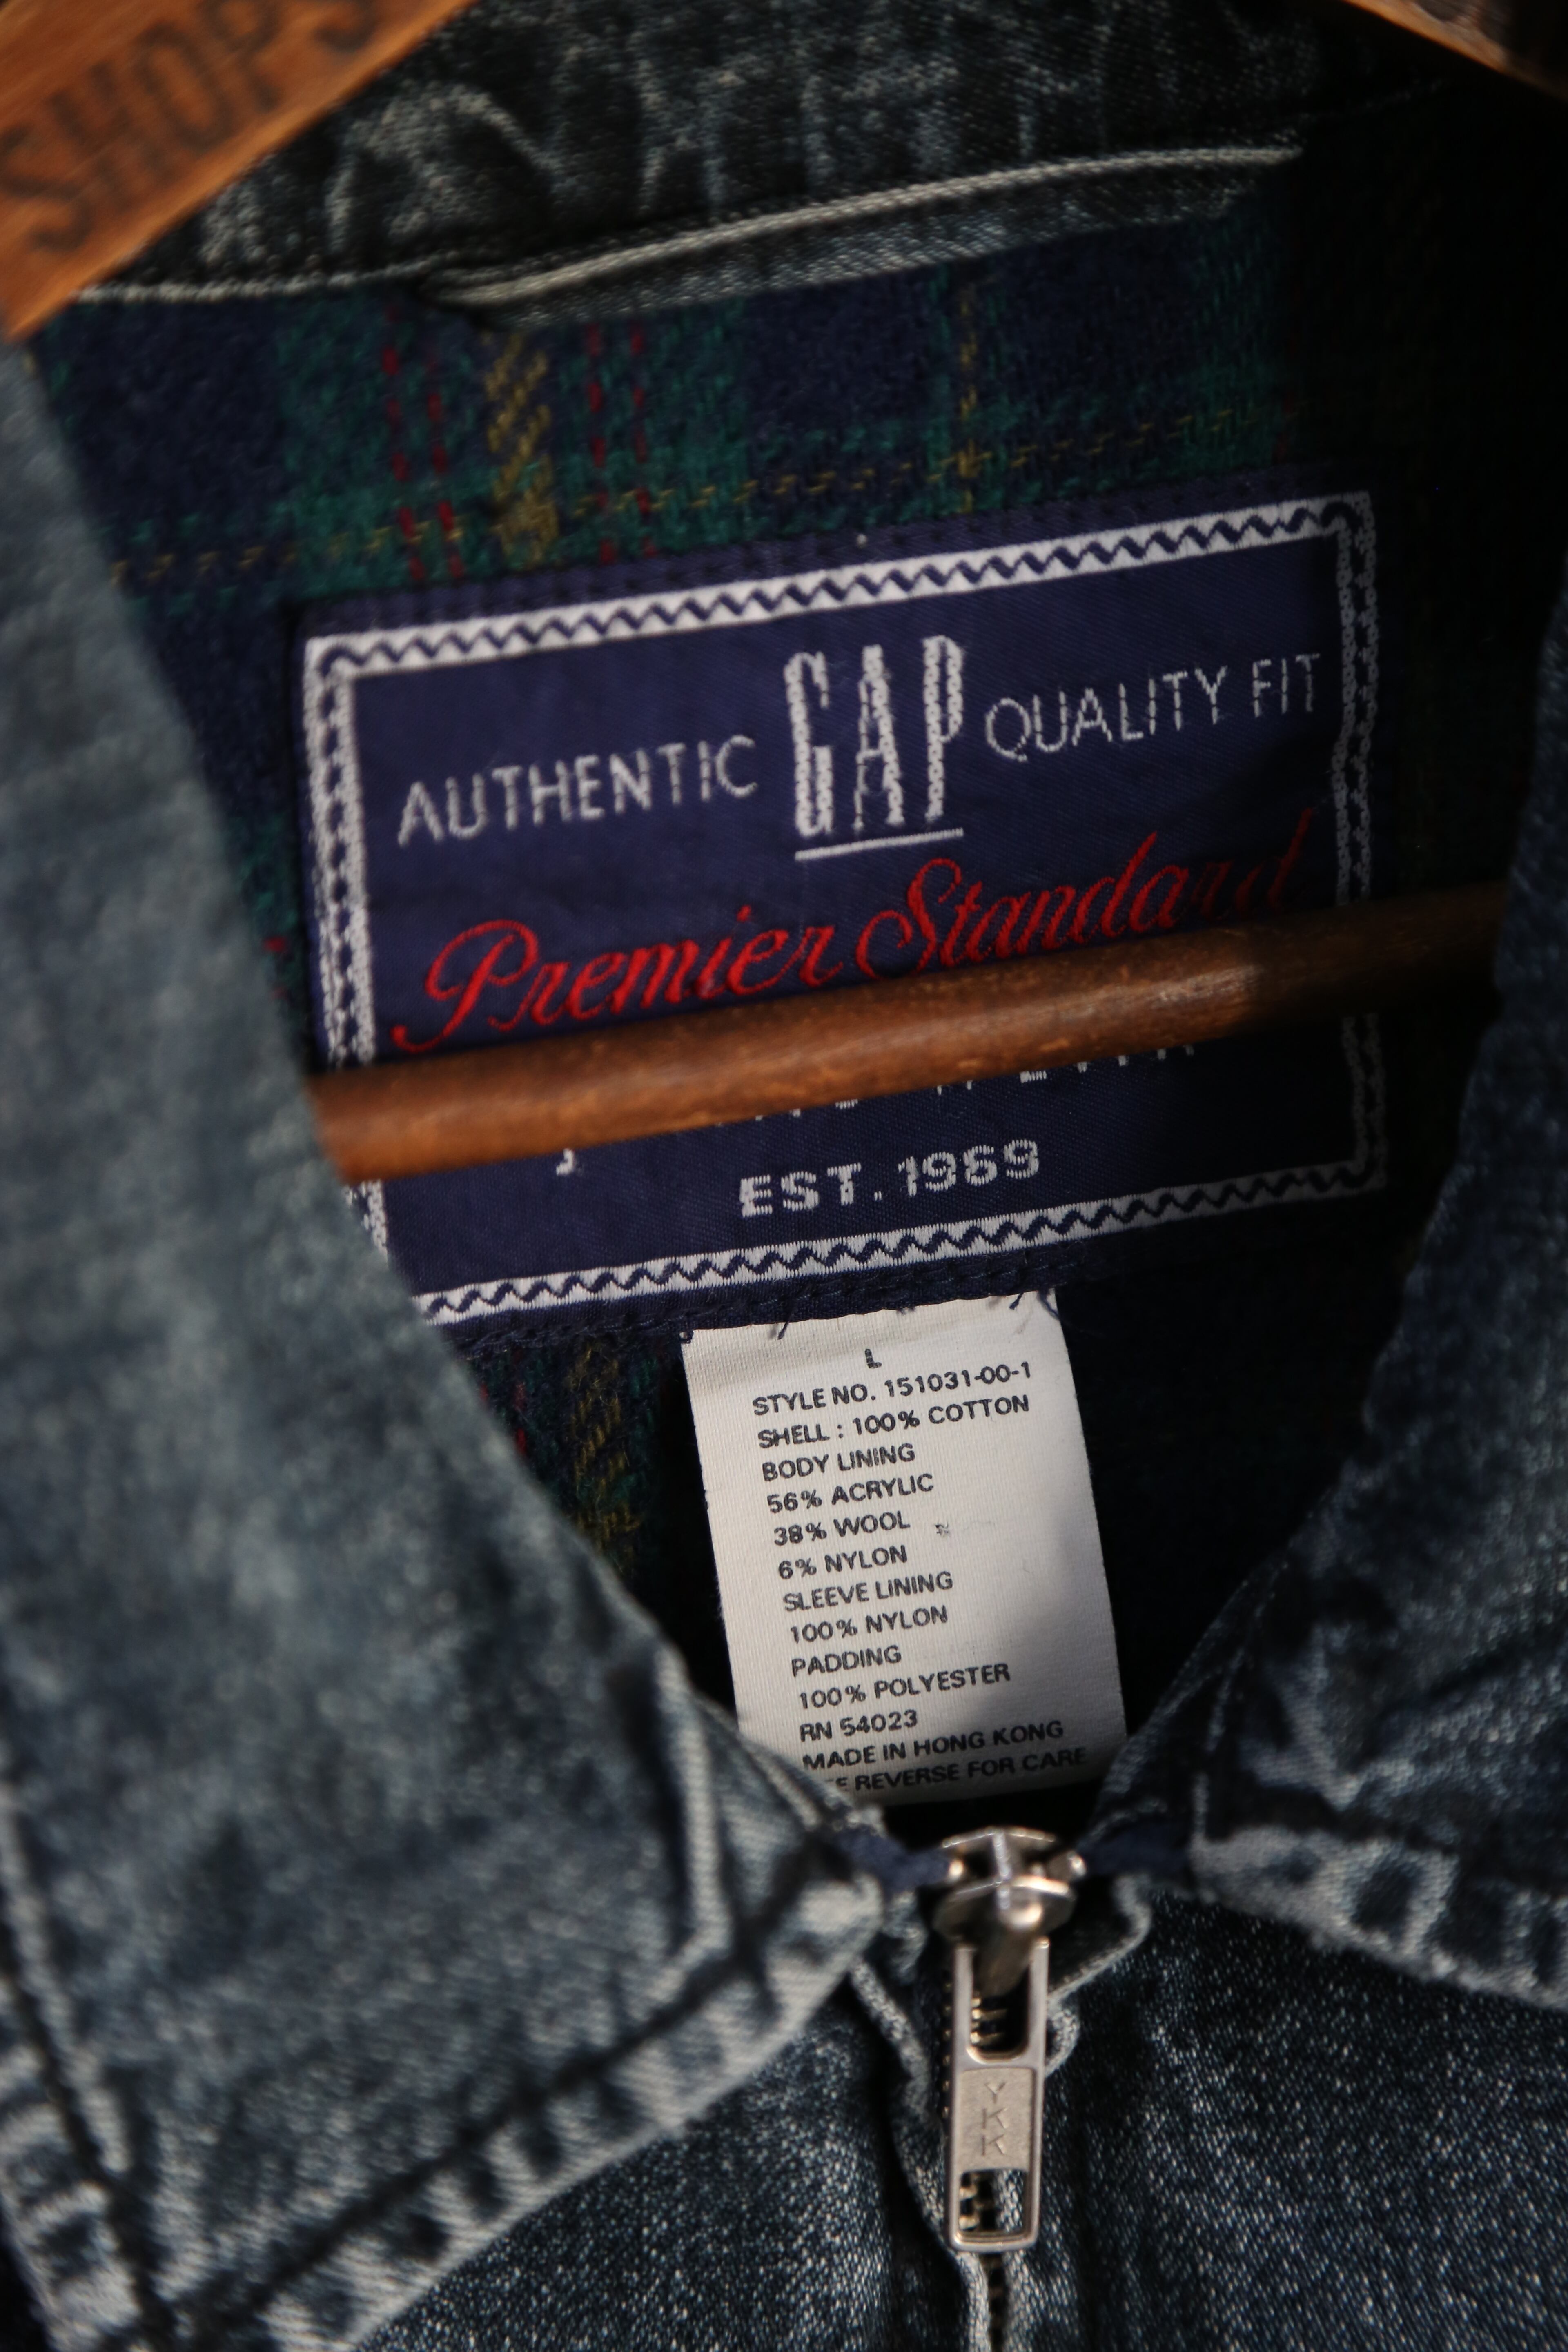 SHOPS
AUTHENTIC GAP QUALITY FIT
Premier Standard
EST. 1969
L
STYLE NO. 151031-00-1
SHELL : 100% COTTON
BODY LINING
56% ACRYLIC
38% WOOL
6% NYLON
SLEEVE LINING
100% NYLON
PADDING
100% POLYESTER
RN 54023
MADE IN HONG KONG
REVERSE FOR CARE
YKK